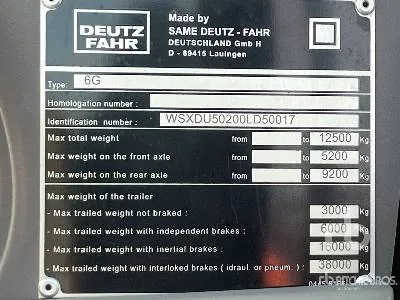 DEUTZ
FAHR
Made by
SAME DEUTZ - FAHR
DEUTSCHLAND GmbH
D - 89415 Lauingen
Type: 6G
Homologation number :
Identification number : WSXDU50200LD50017
Max total weight from to 12500 Kg
Max weight on the front axle from to 5200 Kg
Max weight on the rear axle from to 9200 Kg
Max weight of the trailer
- Max trailed weight not braked : 3000 Kg
- Max trailed weight with independent brakes : 6000 Kg
- Max trailed weight with inertial brakes : 16000 Kg
- Max trailed weight with interloked brakes ( idraul. or pneum.) : 38000 Kg